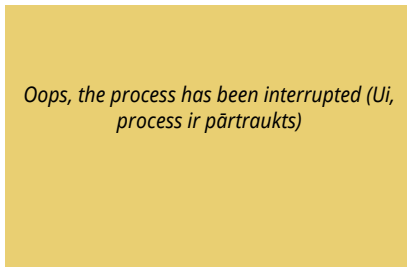 Oops, the process has been interrupted (Ui,
process ir pārtraukts)